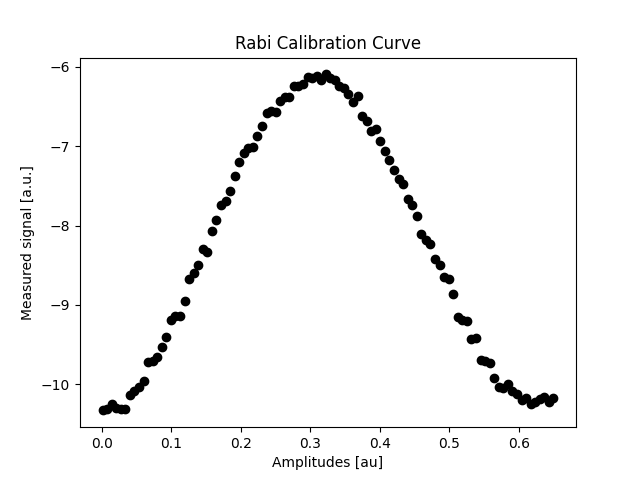 Rabi Calibration Curve
Measured signal [a.u.]
−6
−7
−8
−9
−10
0.0 0.1 0.2 0.3 0.4 0.5 0.6
Amplitudes [au]